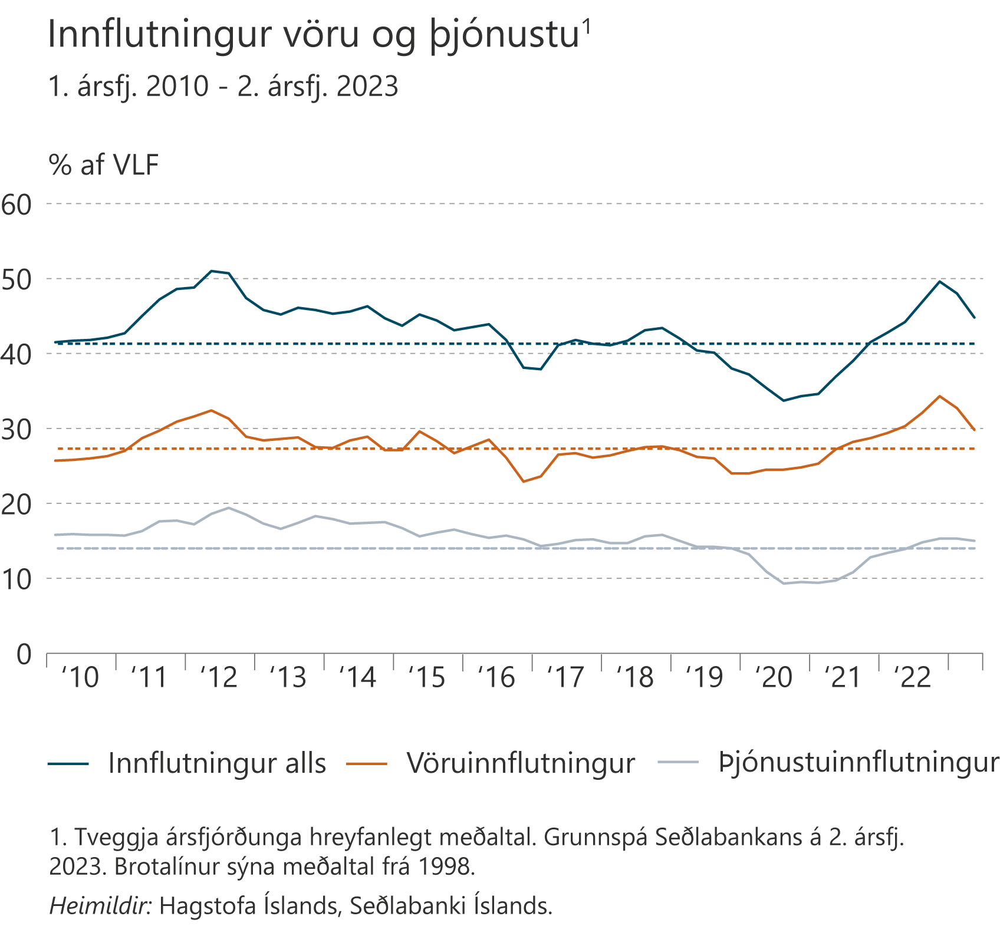 Innflutningur vöru og þjónustu¹
1. ársfj. 2010 - 2. ársfj. 2023
% af VLF
60
50
40
30
20
10
0
‘10 ‘11 ‘12 ‘13 ‘14 ‘15 ‘16 ‘17 ‘18 ‘19 ‘20 ‘21 ‘22
Innflutningur alls Vöruinnflutningur Þjónustuinnflutningur
1. Tveggja ársfjórðunga hreyfanlegt meðaltal. Grunnspá Seðlabankans á 2. ársfj.
2023. Brotalínur sýna meðaltal frá 1998.
Heimildir: Hagstofa Íslands, Seðlabanki Íslands.